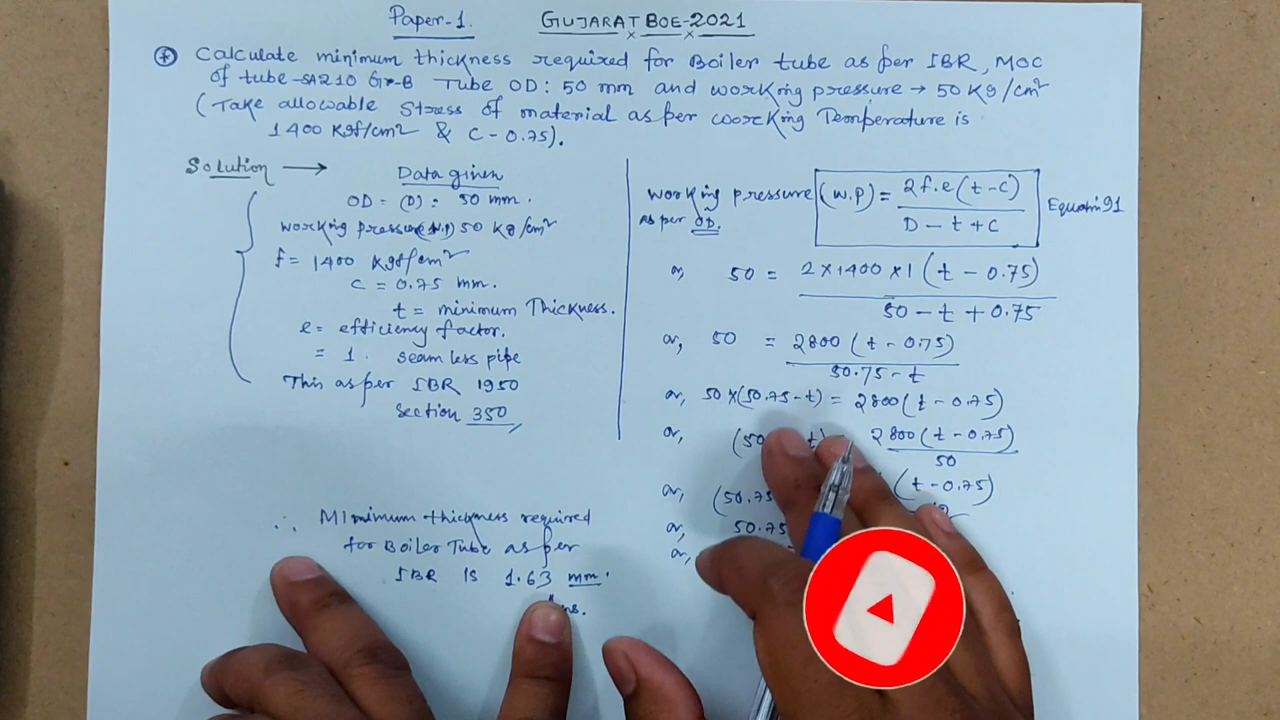 Paper-1. GUJARAT BOE-2021
Calculate minimum thickness required for Boiler tube as per IBR, MOC
of tube-SA210 Gr-B Tube OD: 50 mm and working pressure → 50 Kg/cm²
(Take allowable Stress of material as per working Temperature is
1400 Kgf/cm² & C-0.75).
Solution →
Data given
OD = (D) = 50 mm.
working pressure(w.p) 50 Kg/cm²
f = 1400 Kgf/cm²
C = 0.75 mm.
t = minimum Thickness.
e = efficiency factor.
= 1. seamless pipe
This as per IBR 1950
Section 350
∴ Minimum thickness required
for Boiler Tube as per
IBR is 1.63 mm.
working pressure (w.p) = 2f.e(t-C)
D-t+C
as per OD.
Equation 91
or, 50 = 2×1400×1(t-0.75)
50-t+0.75
or, 50 = 2800(t-0.75)
50.75-t
or, 50×(50.75-t) = 2800(t-0.75)
or, (50 t) 2800(t-0.75)
50
or, (50.75 (t-0.75)
or, 50.75
or,